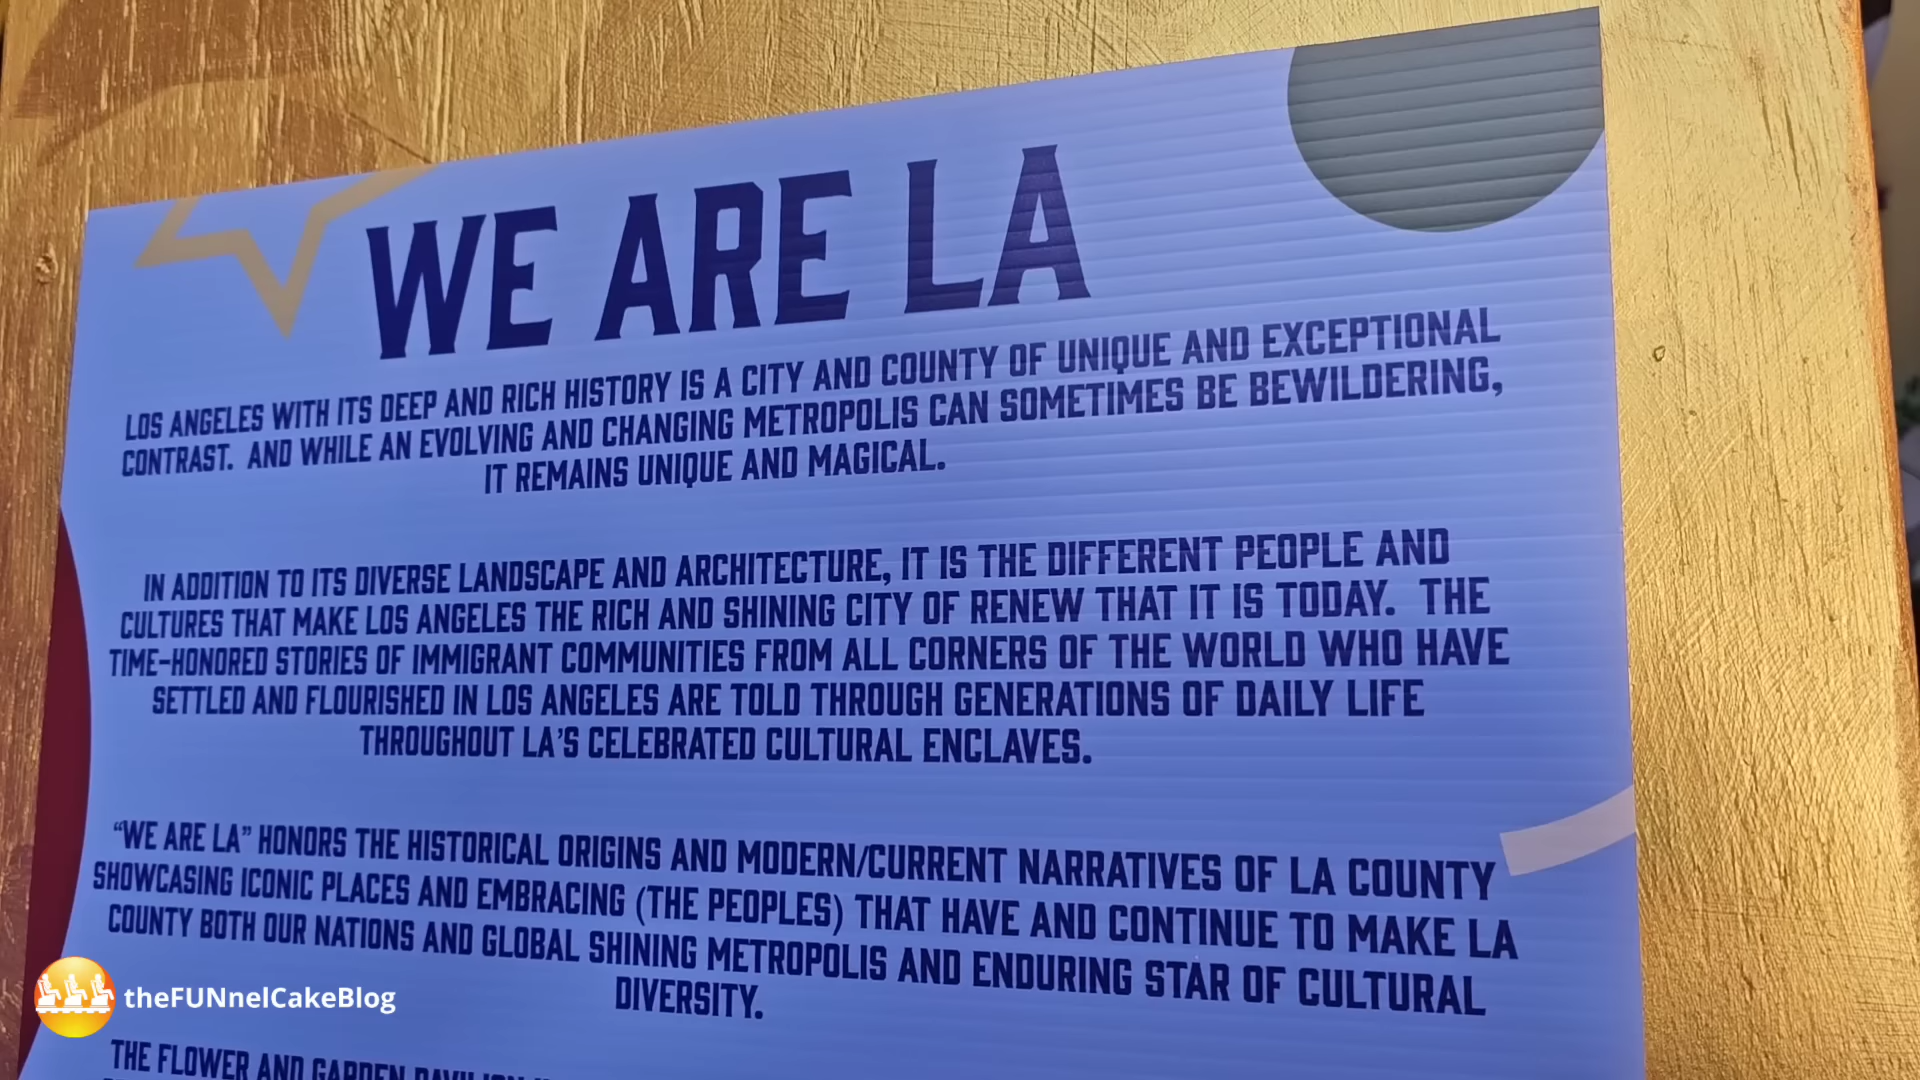 WE ARE LA
LOS ANGELES WITH ITS DEEP AND RICH HISTORY IS A CITY AND COUNTY OF UNIQUE AND EXCEPTIONAL
CONTRAST. AND WHILE AN EVOLVING AND CHANGING METROPOLIS CAN SOMETIMES BE BEWILDERING,
IT REMAINS UNIQUE AND MAGICAL.
IN ADDITION TO ITS DIVERSE LANDSCAPE AND ARCHITECTURE, IT IS THE DIFFERENT PEOPLE AND
CULTURES THAT MAKE LOS ANGELES THE RICH AND SHINING CITY OF RENEW THAT IT IS TODAY. THE
TIME-HONORED STORIES OF IMMIGRANT COMMUNITIES FROM ALL CORNERS OF THE WORLD WHO HAVE
SETTLED AND FLOURISHED IN LOS ANGELES ARE TOLD THROUGH GENERATIONS OF DAILY LIFE
THROUGHOUT LA'S CELEBRATED CULTURAL ENCLAVES.
“WE ARE LA” HONORS THE HISTORICAL ORIGINS AND MODERN/CURRENT NARRATIVES OF LA COUNTY
SHOWCASING ICONIC PLACES AND EMBRACING (THE PEOPLES) THAT HAVE AND CONTINUE TO MAKE LA
COUNTY BOTH OUR NATIONS AND GLOBAL SHINING METROPOLIS AND ENDURING STAR OF CULTURAL
DIVERSITY.
THE FLOWER AND GARDEN PAVILION
theFUNnelCakeBlog